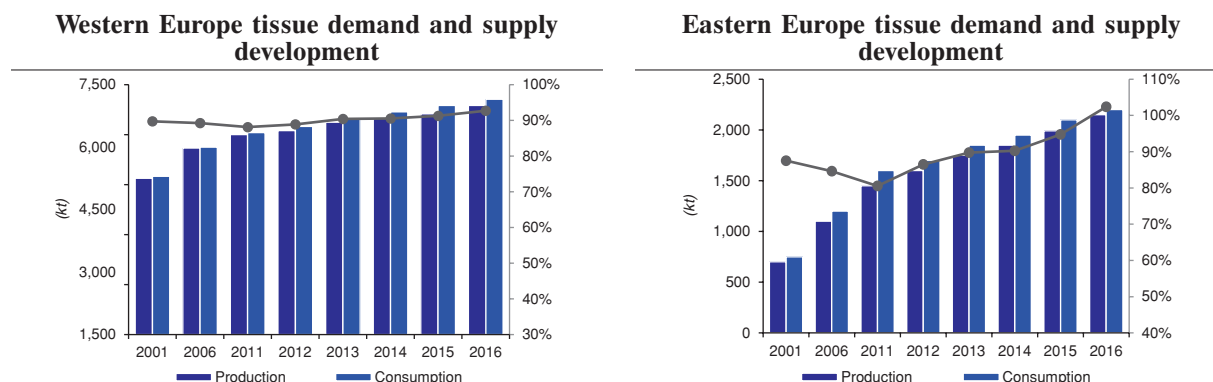 Western Europe tissue demand and supply
development
7,500
6,000
4,500
3,000
1,500
(kt)
100%
90%
80%
70%
60%
50%
40%
30%
2001 2006 2011 2012 2013 2014 2015 2016
Production Consumption
Eastern Europe tissue demand and supply
development
2,500
2,000
1,500
1,000
500
0
(kt)
110%
100%
90%
80%
70%
60%
50%
40%
2001 2006 2011 2012 2013 2014 2015 2016
Production Consumption